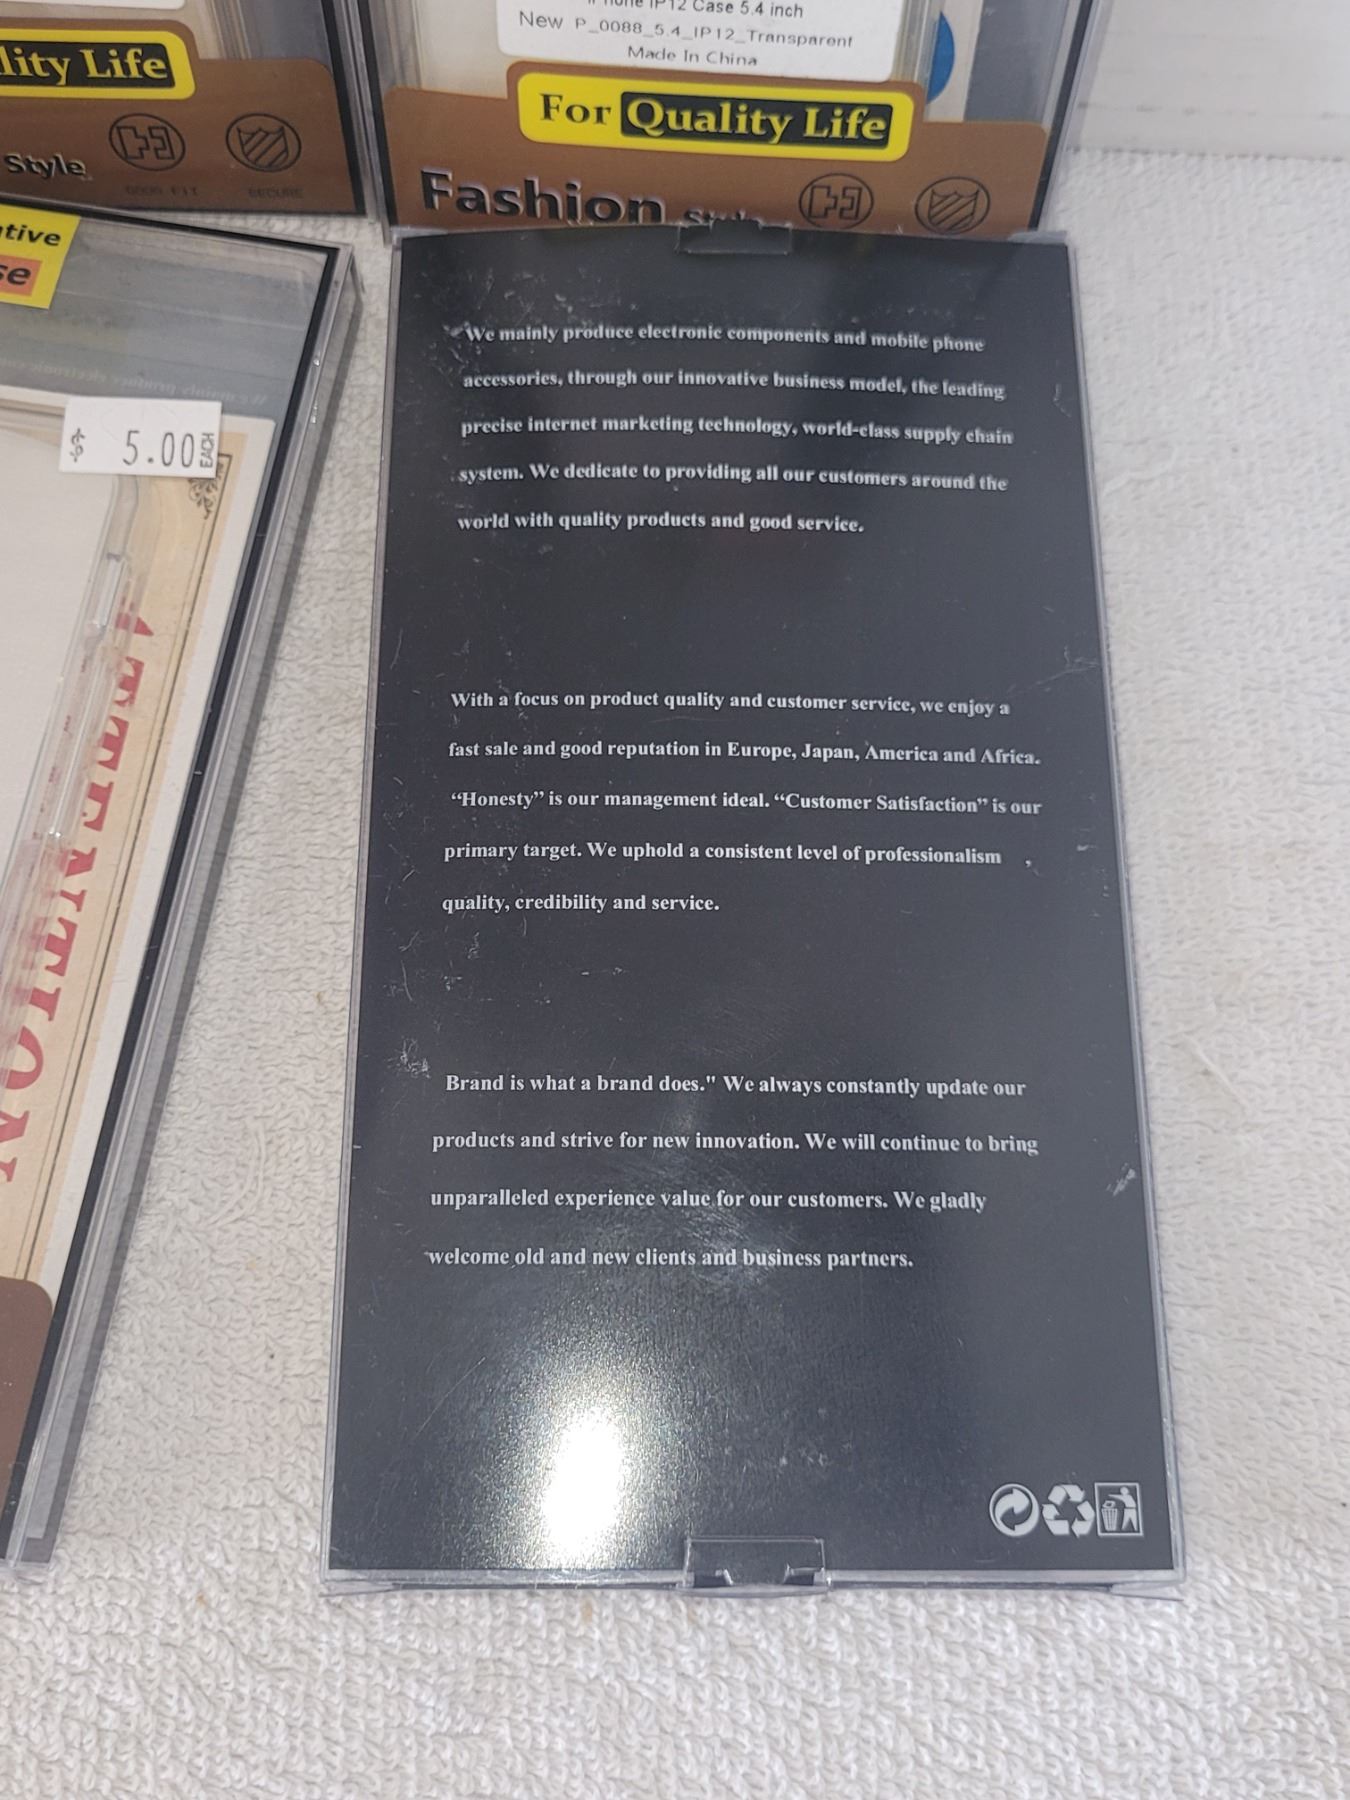 iPhone IP12 Case 5.4 inch
New P_0088_5.4_IP12_Transparent
Made In China
lity Life
For Quality Life
Style
GOOD FIT
SECURE
Fashion Style
tive
se
$ 5.00 EACH
ATTENTION
We mainly produce electronic components and mobile phone
accessories, through our innovative business model, the leading
precise internet marketing technology, world-class supply chain
system. We dedicate to providing all our customers around the
world with quality products and good service.
With a focus on product quality and customer service, we enjoy a
fast sale and good reputation in Europe, Japan, America and Africa.
“Honesty” is our management ideal. “Customer Satisfaction” is our
primary target. We uphold a consistent level of professionalism ,
quality, credibility and service.
Brand is what a brand does." We always constantly update our
products and strive for new innovation. We will continue to bring
unparalleled experience value for our customers. We gladly
welcome old and new clients and business partners.